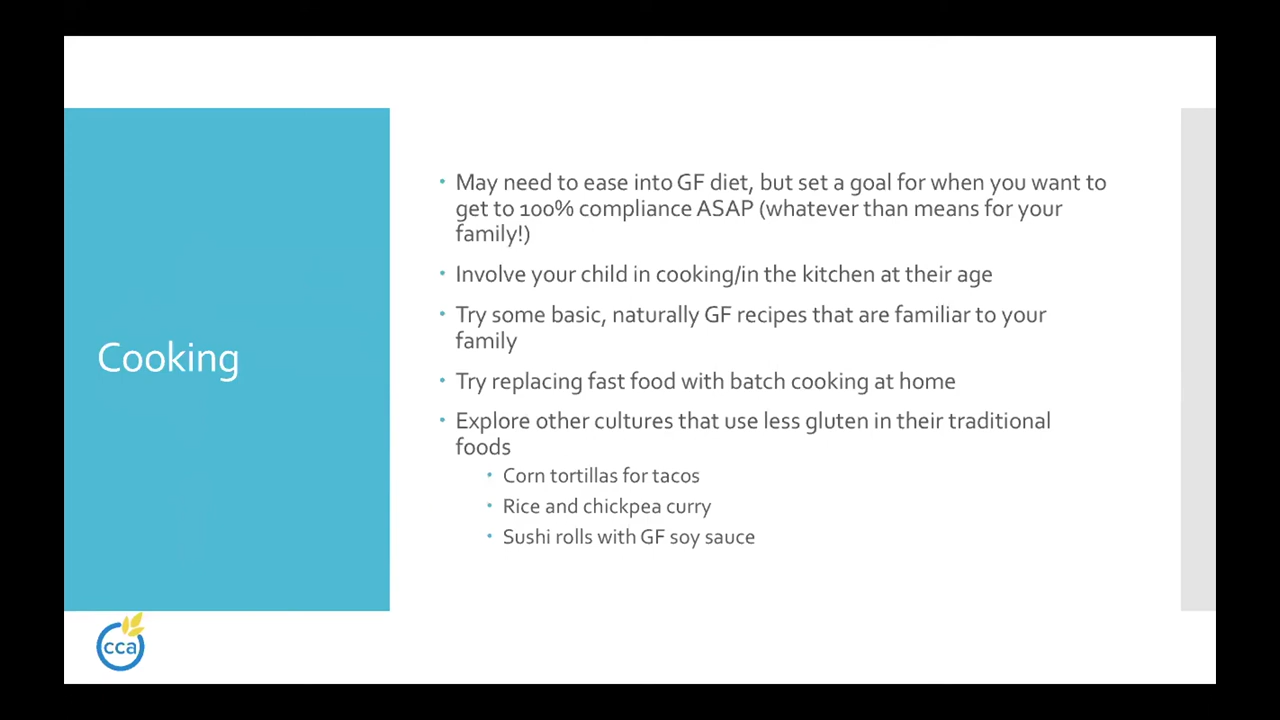 Cooking
• May need to ease into GF diet, but set a goal for when you want to
get to 100% compliance ASAP (whatever than means for your
family!)
• Involve your child in cooking/in the kitchen at their age
• Try some basic, naturally GF recipes that are familiar to your
family
• Try replacing fast food with batch cooking at home
• Explore other cultures that use less gluten in their traditional
foods
• Corn tortillas for tacos
• Rice and chickpea curry
• Sushi rolls with GF soy sauce
cca